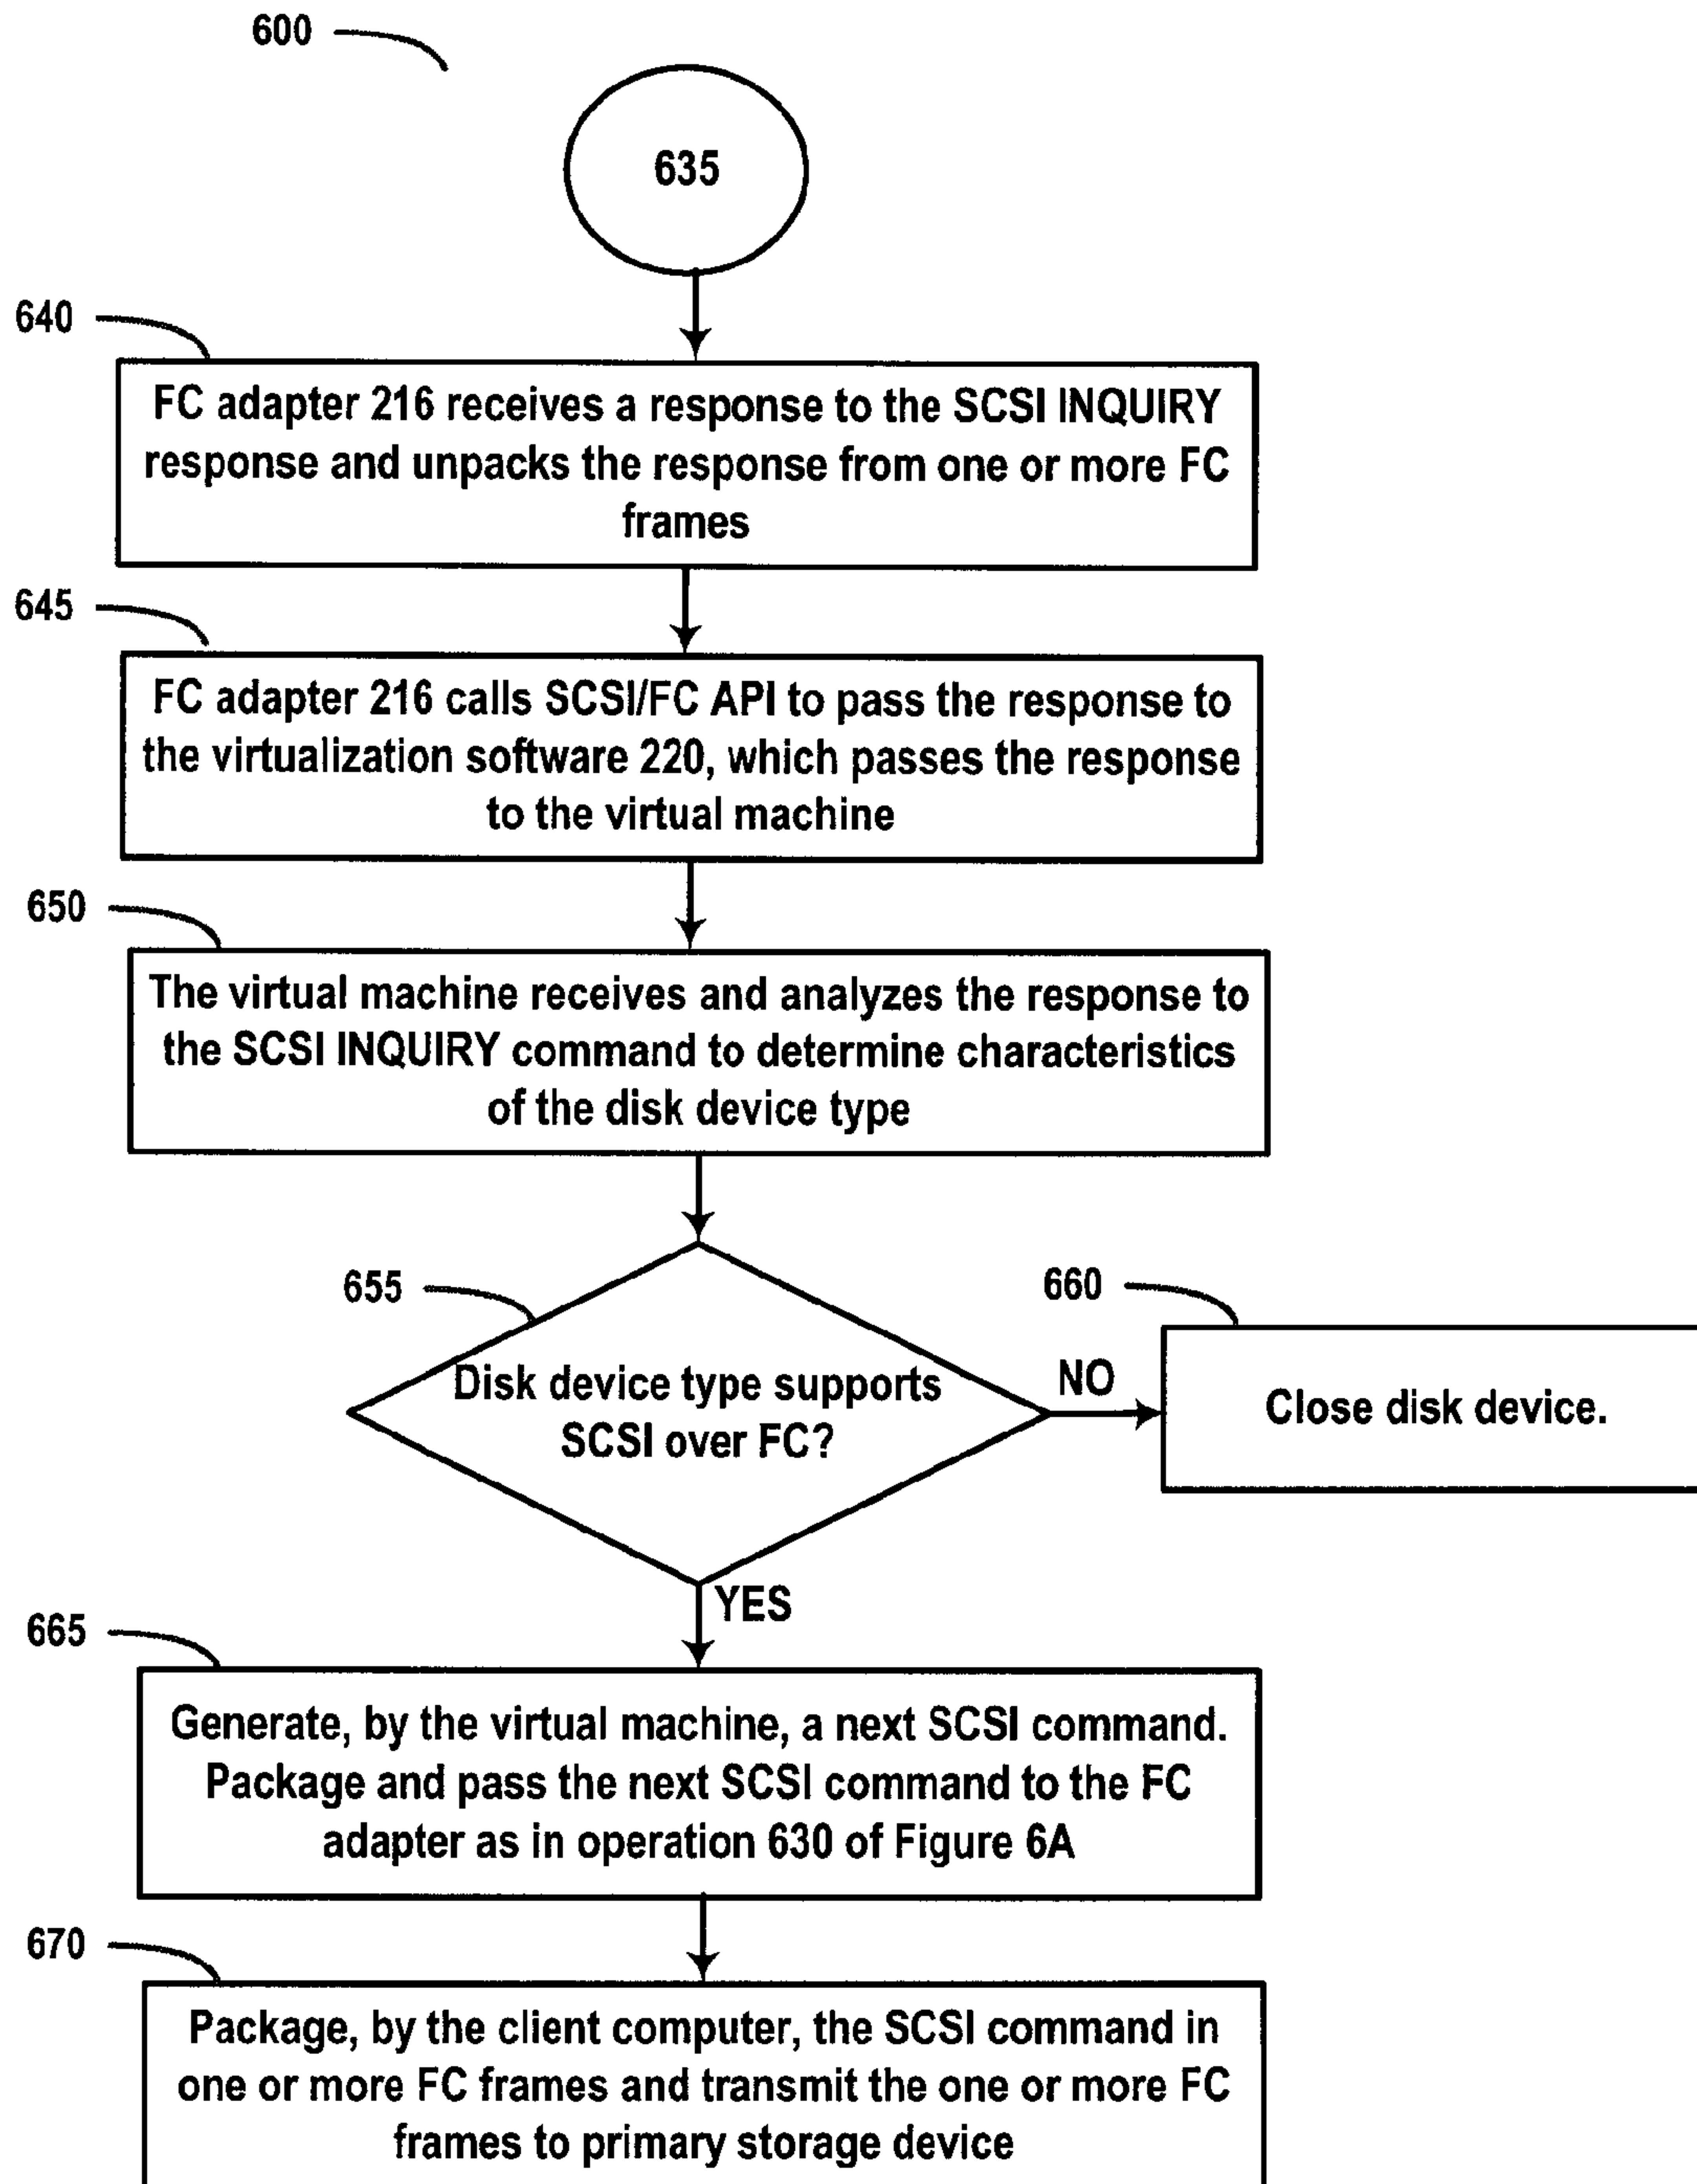 600
635
640
FC adapter 216 receives a response to the SCSI INQUIRY
response and unpacks the response from one or more FC
frames
645
FC adapter 216 calls SCSI/FC API to pass the response to
the virtualization software 220, which passes the response
to the virtual machine
650
The virtual machine receives and analyzes the response to
the SCSI INQUIRY command to determine characteristics
of the disk device type
655
Disk device type supports
SCSI over FC?
NO
660
Close disk device.
YES
665
Generate, by the virtual machine, a next SCSI command.
Package and pass the next SCSI command to the FC
adapter as in operation 630 of Figure 6A
670
Package, by the client computer, the SCSI command in
one or more FC frames and transmit the one or more FC
frames to primary storage device